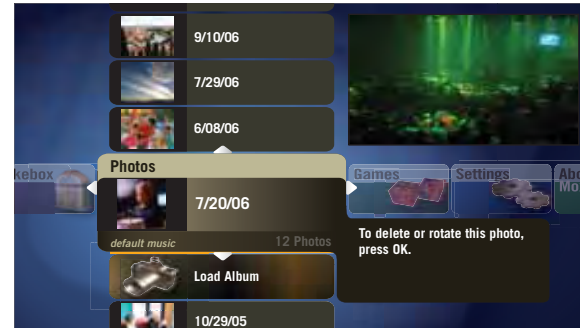 9/10/06
7/29/06
6/08/06
kebox
Photos
Games
Settings
Abo
Mo
7/20/06
default music
12 Photos
To delete or rotate this photo,
press OK.
Load Album
10/29/05